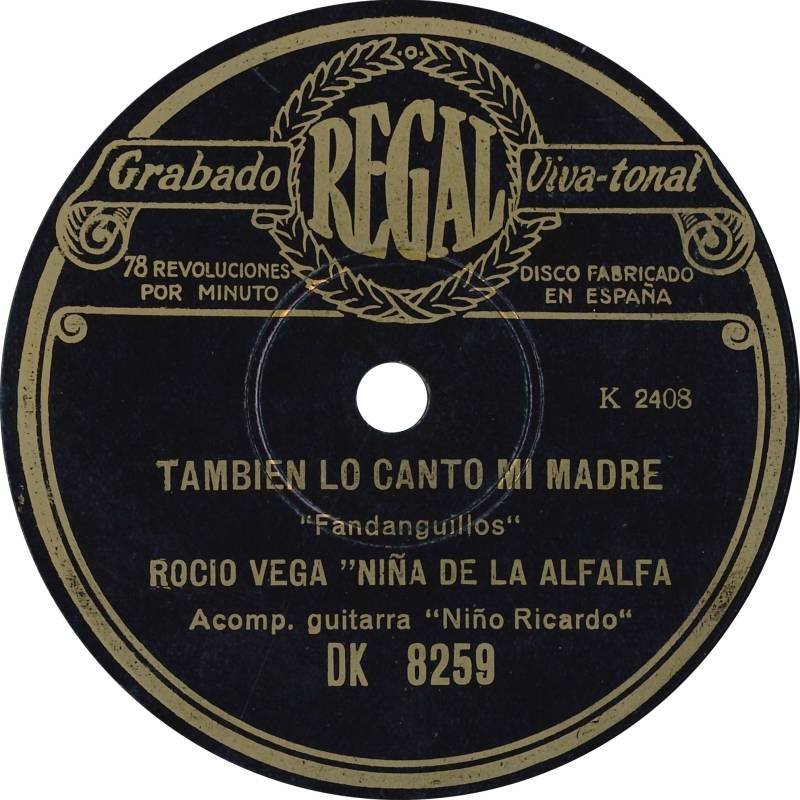 REGAL
Grabado Viva-tonal
78 REVOLUCIONES
POR MINUTO
DISCO FABRICADO
EN ESPAÑA
K 2408
TAMBIEN LO CANTO MI MADRE
"Fandanguillos"
ROCIO VEGA "NIÑA DE LA ALFALFA
Acomp. guitarra "Niño Ricardo"
DK 8259